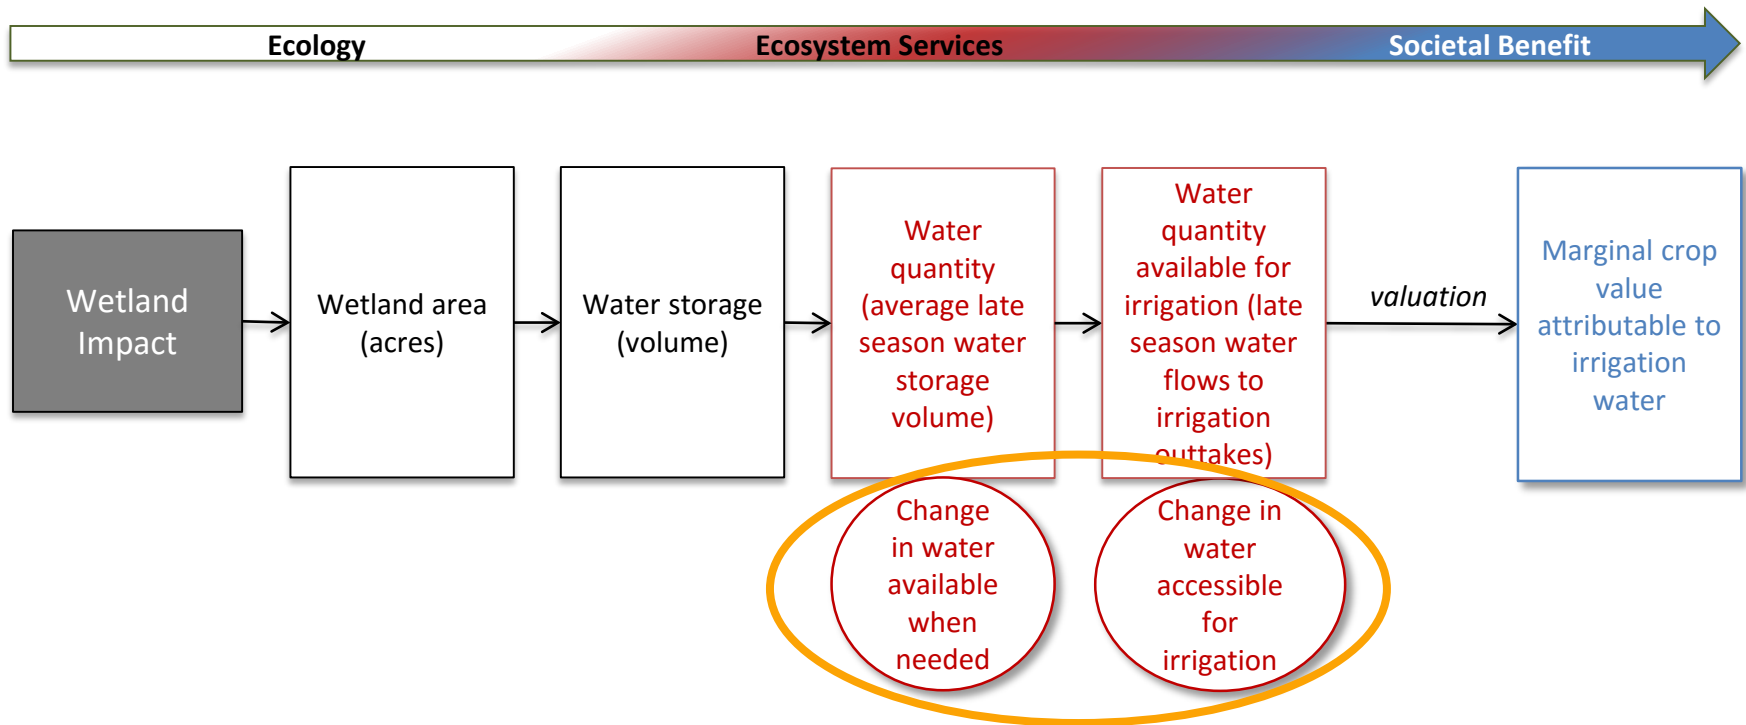 Ecology
Ecosystem Services
Societal Benefit
Wetland
Impact
Wetland area
(acres)
Water storage
(volume)
Water
quantity
(average late
season water
storage
volume)
Water
quantity
available for
irrigation (late
season water
flows to
irrigation
outtakes)
valuation
Marginal crop
value
attributable to
irrigation
water
Change
in water
available
when
needed
Change in
water
accessible
for
irrigation